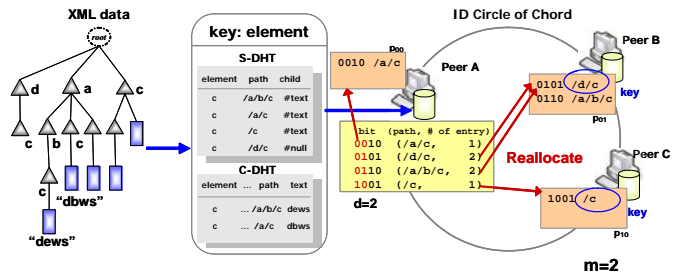 XML data
root
d
a
c
c
b
c
c
"dbws"
"dews"
key: element
S-DHT
element path child
c /a/b/c #text
c /a/c #text
c /c #text
c /d/c #null
C-DHT
element ... path text
c ... /a/b/c dews
c ... /a/c dbws
ID Circle of Chord
p00
0010 /a/c
Peer A
bit (path, # of entry)
0010 (/a/c, 1)
0101 (/d/c, 2)
0110 (/a/b/c, 2)
1001 (/c, 1)
d=2
Reallocate
Peer B
0101 /d/c
0110 /a/b/c
key
p01
Peer C
1001 /c
key
p10
m=2